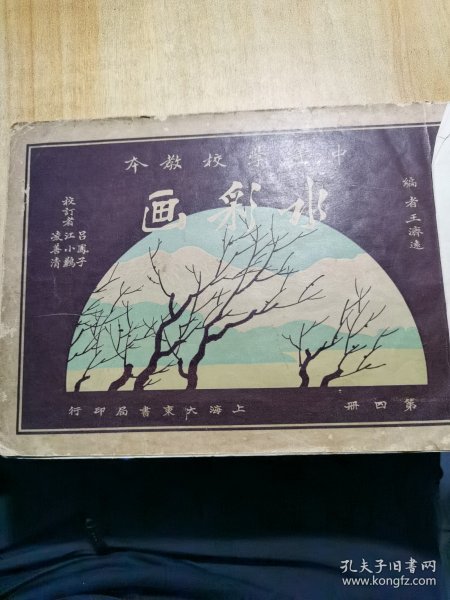 中等學校教本
水彩画
編者王濟遠
校訂者
呂鳳子
江小鶼
凌善清
第四冊
上海大東書局印行
孔夫子旧书网
www.kongfz.com